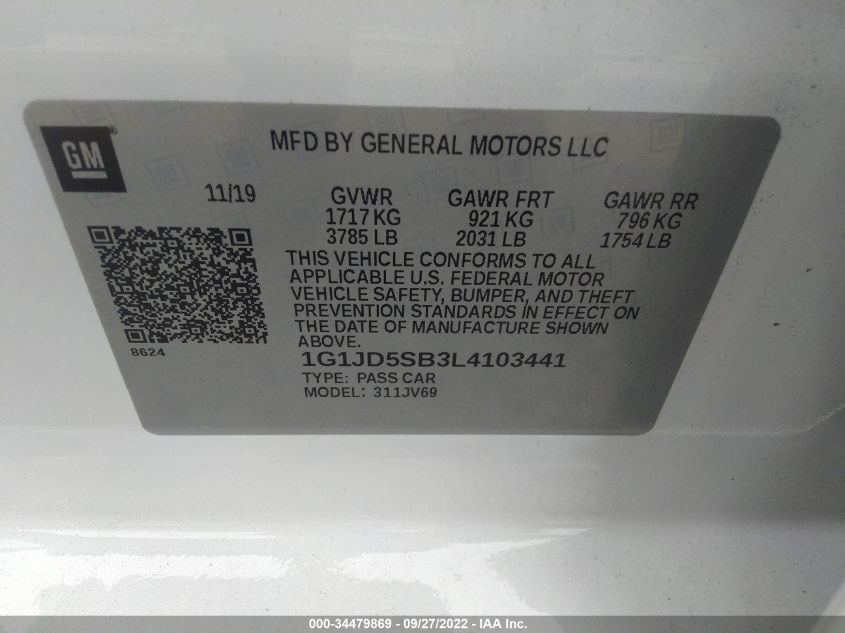 GM
MFD BY GENERAL MOTORS LLC
11/19 GVWR GAWR FRT GAWR RR
1717 KG 921 KG 796 KG
3785 LB 2031 LB 1754 LB
THIS VEHICLE CONFORMS TO ALL
APPLICABLE U.S. FEDERAL MOTOR
VEHICLE SAFETY, BUMPER, AND THEFT
PREVENTION STANDARDS IN EFFECT ON
THE DATE OF MANUFACTURE SHOWN
ABOVE.
8624
1G1JD5SB3L4103441
TYPE: PASS CAR
MODEL: 311JV69
000-34479869 - 09/27/2022 - IAA Inc.